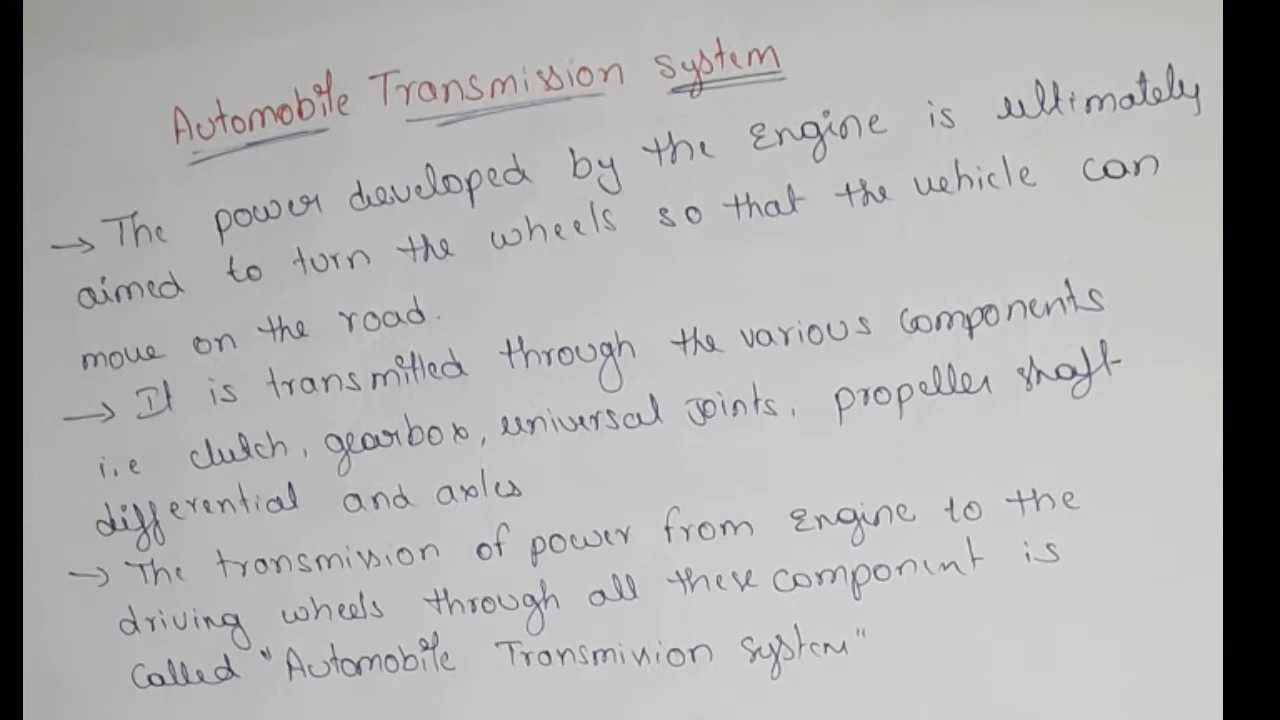 Automobile Transmission System
→ The power developed by the Engine is ultimately
aimed to turn the wheels so that the vehicle can
move on the road.
→ It is transmitted through the various components
i.e clutch, gearbox, universal joints, propeller shaft
differential and axles
→ The transmission of power from Engine to the
driving wheels through all these component is
called "Automobile Transmission system"